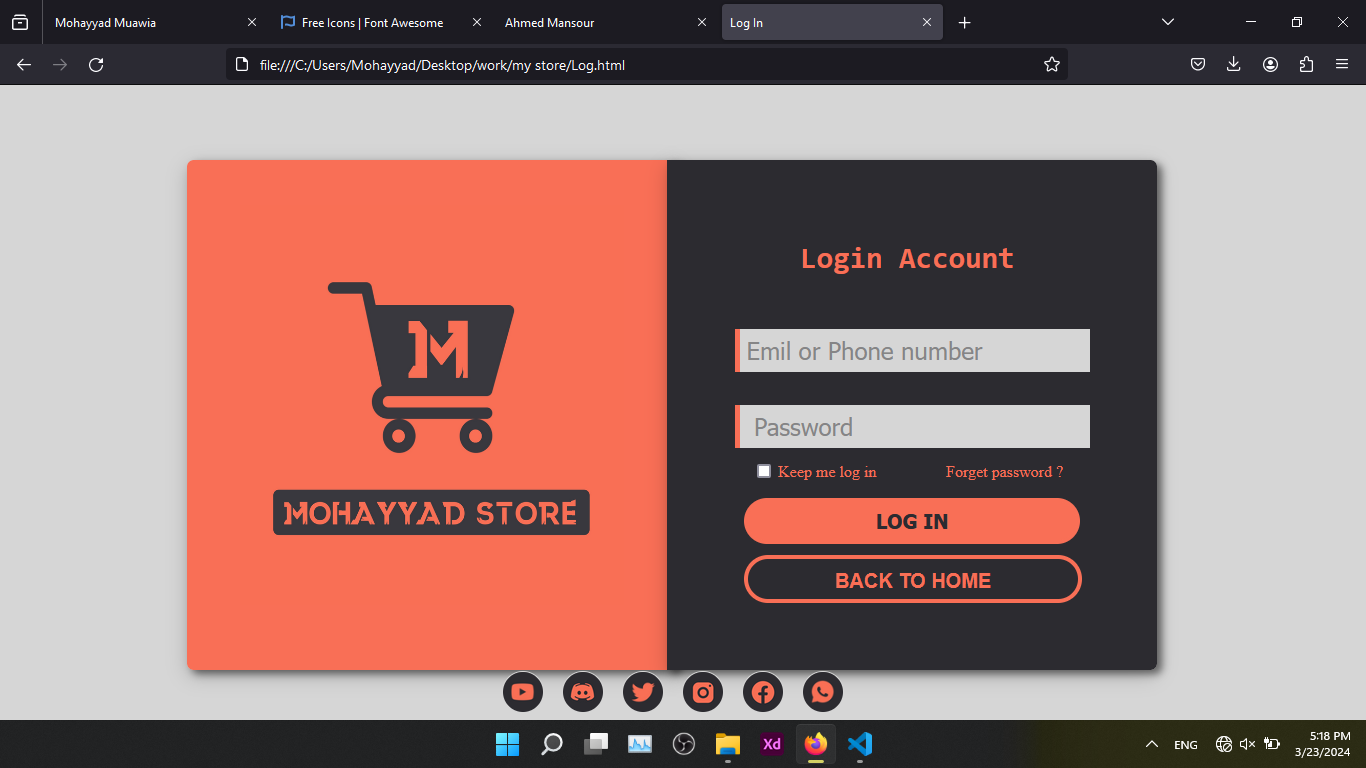 Mohayyad Muawia
Free Icons | Font Awesome
Ahmed Mansour
Log In
file:///C:/Users/Mohayyad/Desktop/work/my store/Log.html
M
MOHAYYAD STORE
Login Account
Emil or Phone number
Password
Keep me log in
Forget password ?
LOG IN
BACK TO HOME
Xd
ENG
5:18 PM
3/23/2024